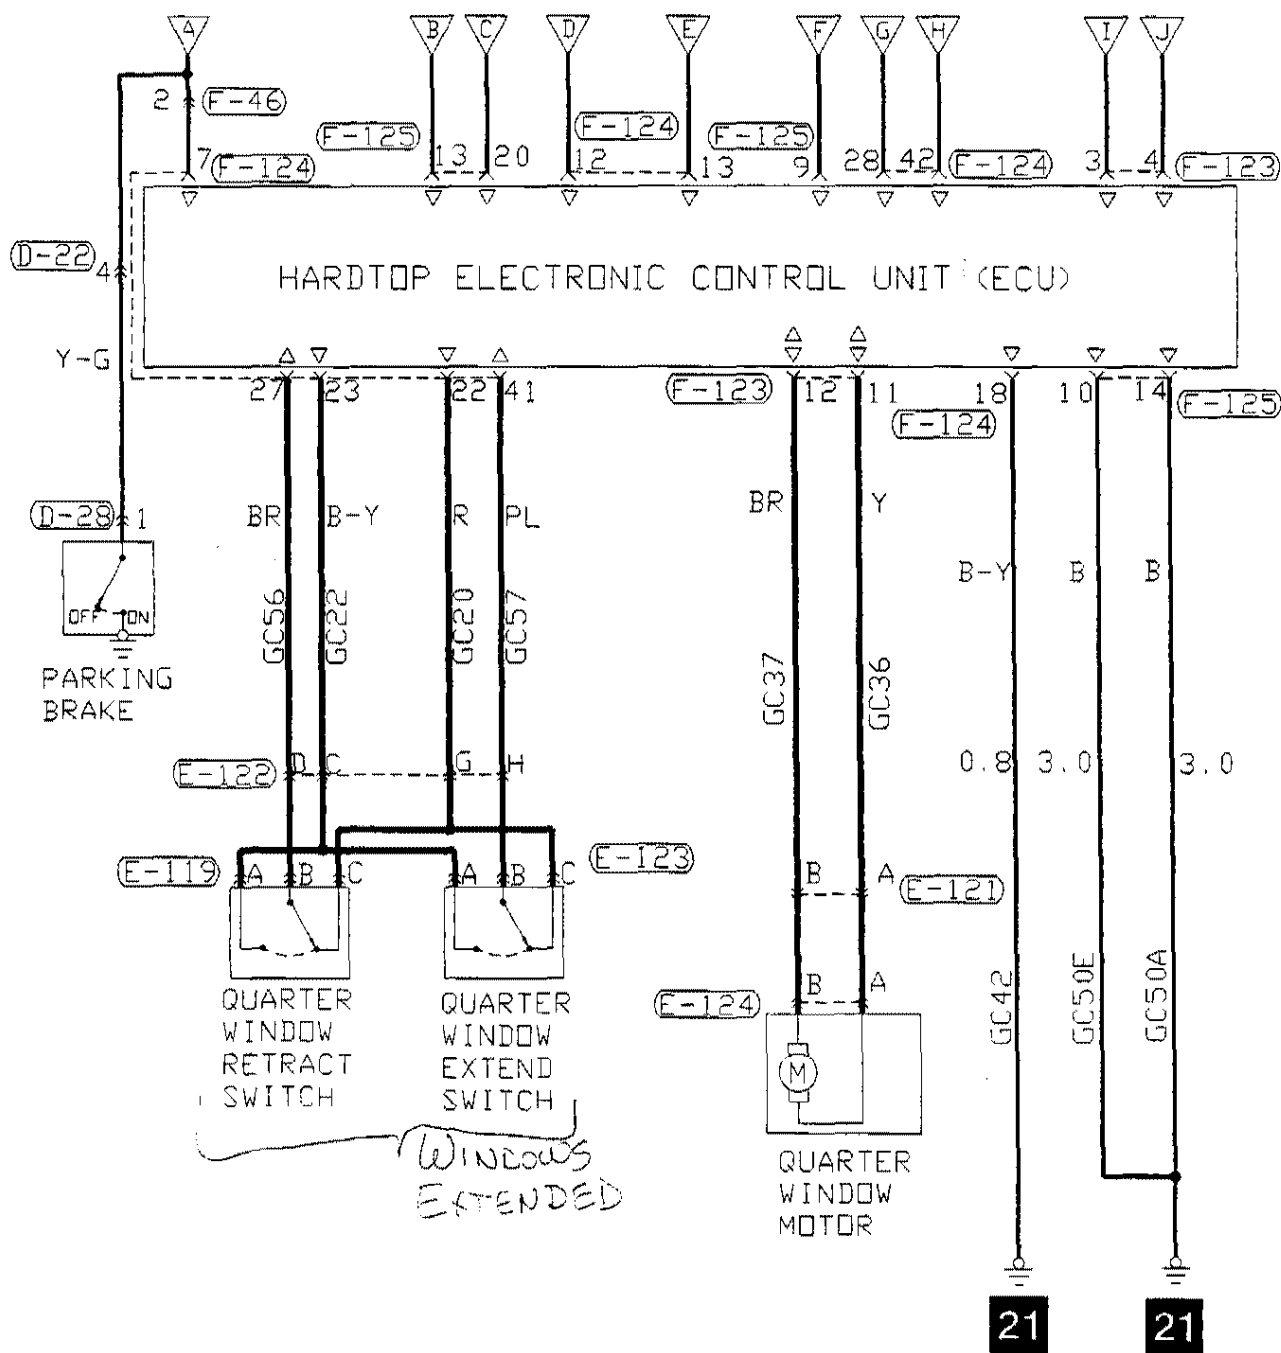 A B C D E F G H I J
2 F-46
F-125 F-124 F-125
7 F-124 13 20 12 13 9 28 42 F-124 3 4 F-123
D-22 4
HARDTOP ELECTRONIC CONTROL UNIT (ECU)
Y-G
27 23 22 41 F-123 12 11 18 10 14 F-125
F-124
D-28 1 BR B-Y R PL BR Y
B-Y B B
OFF ON
GC56 GC22 GC20 GC57
PARKING
BRAKE
GC37 GC36
E-122 D C G H
0.8 3.0 3.0
E-119 A B C A B C E-123
B A E-121
QUARTER
WINDOW
RETRACT
SWITCH
QUARTER
WINDOW
EXTEND
SWITCH
E-124 B A
M
GC42 GC50E GC50A
WINDOWS
EXTENDED
QUARTER
WINDOW
MOTOR
21 21